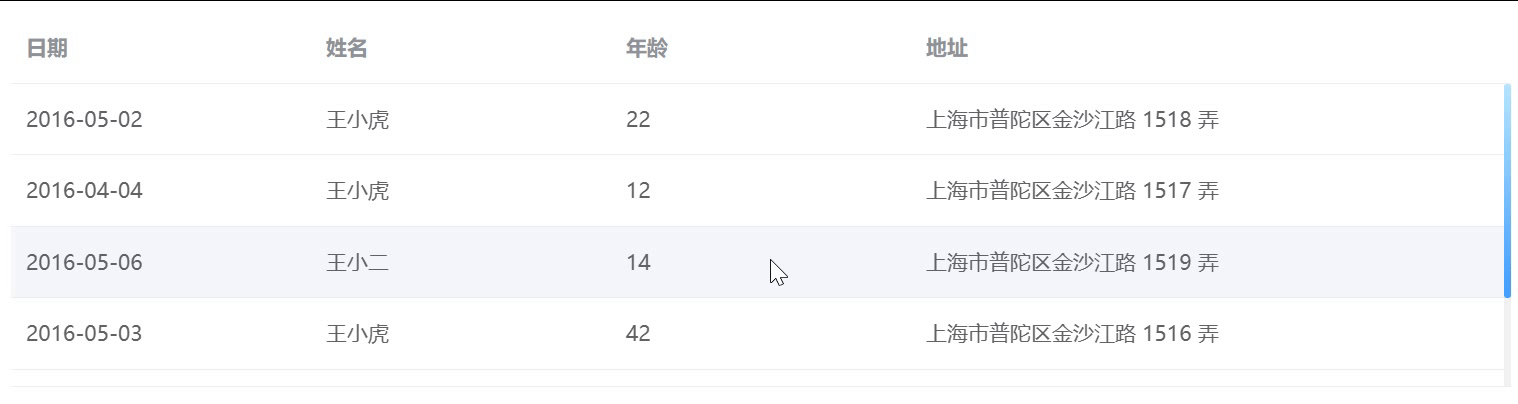 日期 姓名 年龄 地址
2016-05-02 王小虎 22 上海市普陀区金沙江路 1518 弄
2016-04-04 王小虎 12 上海市普陀区金沙江路 1517 弄
2016-05-06 王小二 14 上海市普陀区金沙江路 1519 弄
2016-05-03 王小虎 42 上海市普陀区金沙江路 1516 弄